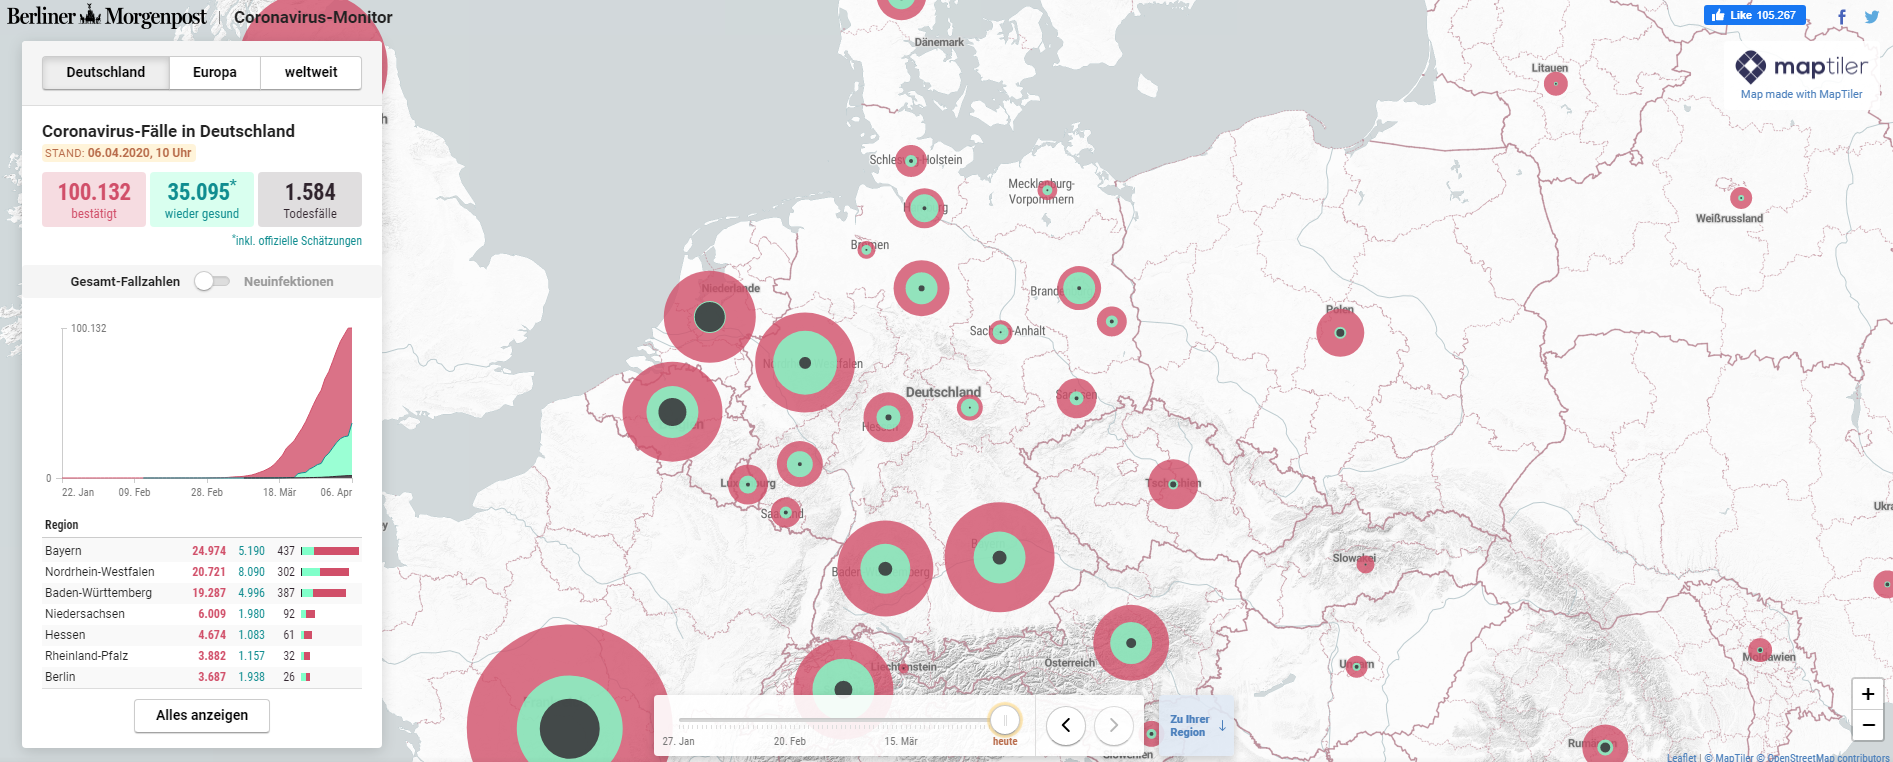 Berliner Morgenpost | Coronavirus-Monitor
Like 105.267
maptiler
Map made with MapTiler
Deutschland Europa weltweit
Coronavirus-Fälle in Deutschland
STAND: 06.04.2020, 10 Uhr
100.132 bestätigt
35.095* wieder gesund
1.584 Todesfälle
*inkl. offizielle Schätzungen
Gesamt-Fallzahlen Neuinfektionen
100.132
0
22. Jan 09. Feb 28. Feb 18. Mär 06. Apr
Region
Bayern 24.974 5.190 437
Nordrhein-Westfalen 20.721 8.090 302
Baden-Württemberg 19.287 4.996 387
Niedersachsen 6.009 1.980 92
Hessen 4.674 1.083 61
Rheinland-Pfalz 3.882 1.157 32
Berlin 3.687 1.938 26
Alles anzeigen
Dänemark
Litauen
Schleswig-Holstein
Mecklenburg-
Vorpommern
Hamburg
Weißrussland
Bremen
Niederlande
Polen
Sachsen-Anhalt
Nordrhein-Westfalen
Deutschland
Sachsen
Hessen
Luxemburg
Tschechien
Saarland
Slowakei
Baden-Württemberg
Liechtenstein
Österreich
Ungarn
Moldawien
Rumänien
Slowenien
27. Jan 20. Feb 15. Mär heute
Zu Ihrer
Region ↓
+
−
Leaflet | © MapTiler © OpenStreetMap contributors